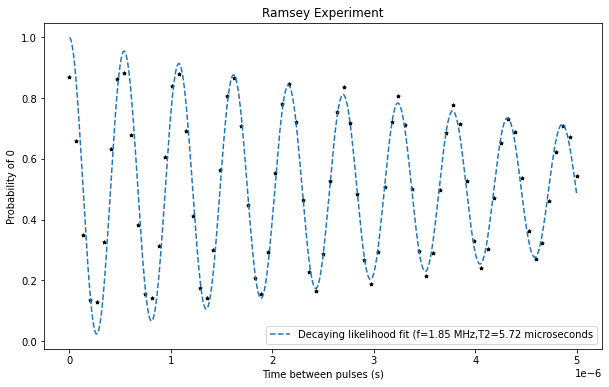 Ramsey Experiment
Probability of 0
1.0
0.8
0.6
0.4
0.2
0.0
Decaying likelihood fit (f=1.85 MHz,T2=5.72 microseconds
0
1
2
3
4
5
1e−6
Time between pulses (s)